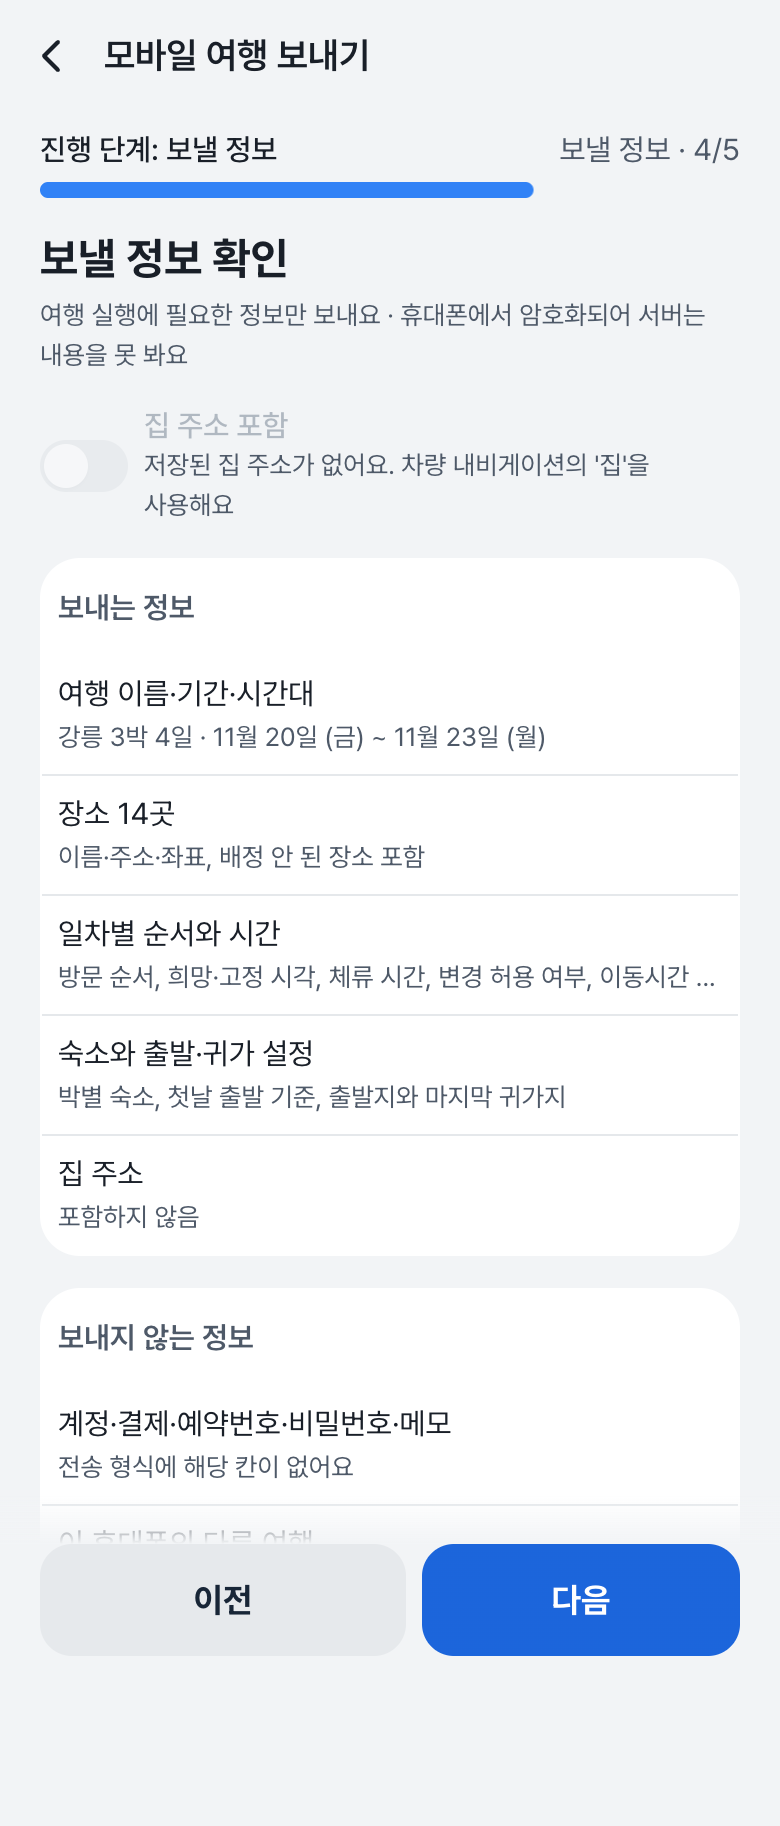 모바일 여행 보내기
진행 단계: 보낼 정보
보낼 정보 · 4/5
보낼 정보 확인
여행 실행에 필요한 정보만 보내요 · 휴대폰에서 암호화되어 서버는
내용을 못 봐요
집 주소 포함
저장된 집 주소가 없어요. 차량 내비게이션의 '집'을
사용해요
보내는 정보
여행 이름·기간·시간대
강릉 3박 4일 · 11월 20일 (금) ~ 11월 23일 (월)
장소 14곳
이름·주소·좌표, 배정 안 된 장소 포함
일차별 순서와 시간
방문 순서, 희망·고정 시각, 체류 시간, 변경 허용 여부, 이동시간 ...
숙소와 출발·귀가 설정
박별 숙소, 첫날 출발 기준, 출발지와 마지막 귀가지
집 주소
포함하지 않음
보내지 않는 정보
계정·결제·예약번호·비밀번호·메모
전송 형식에 해당 칸이 없어요
이 휴대폰의 다른 여행
이전
다음